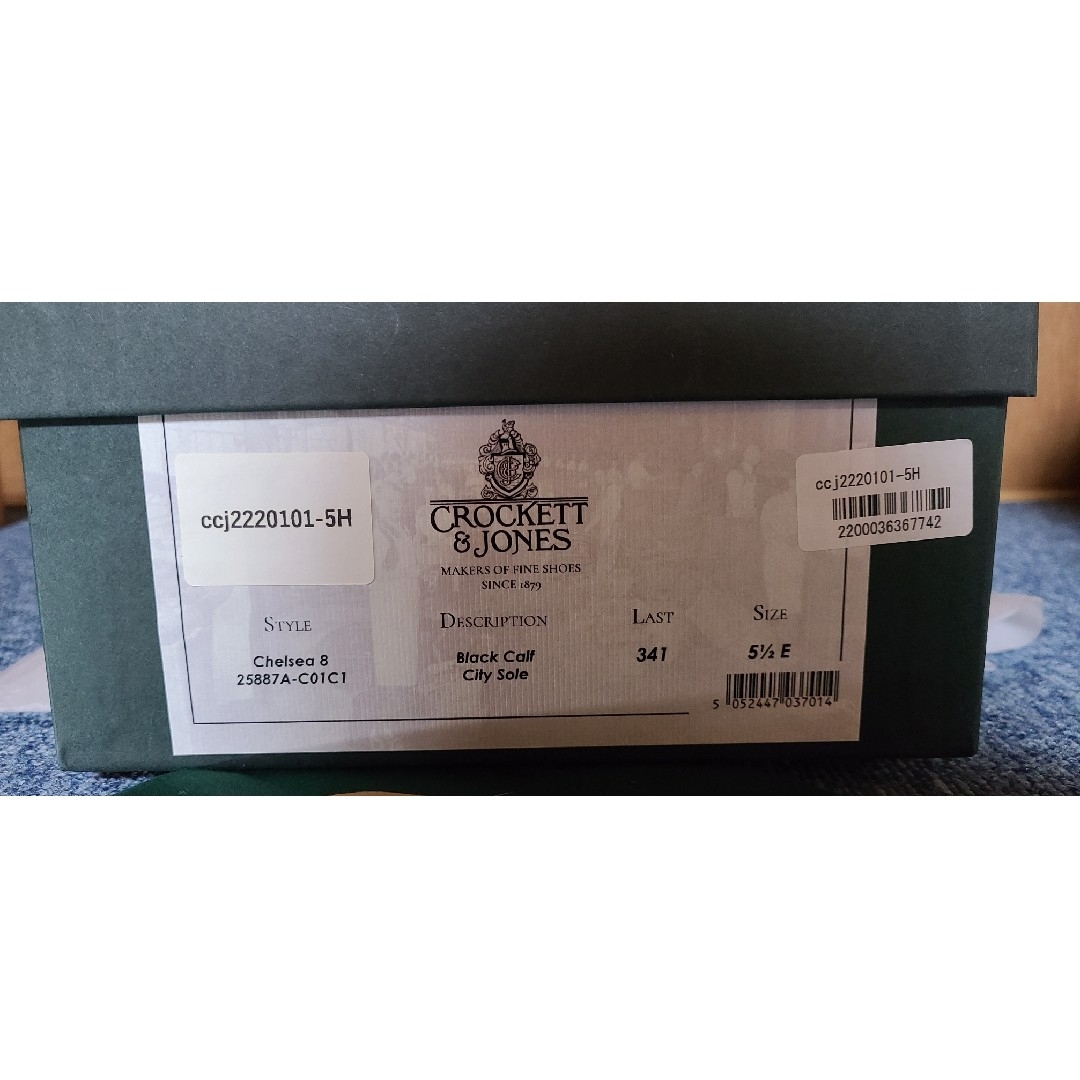 ccj2220101-5H
CROCKETT
& JONES
MAKERS OF FINE SHOES
SINCE 1879
ccj2220101-5H
2200036367742
STYLE DESCRIPTION LAST SIZE
Chelsea 8 Black Calf 341 5½ E
25887A-C01C1 City Sole
5 052447 037014